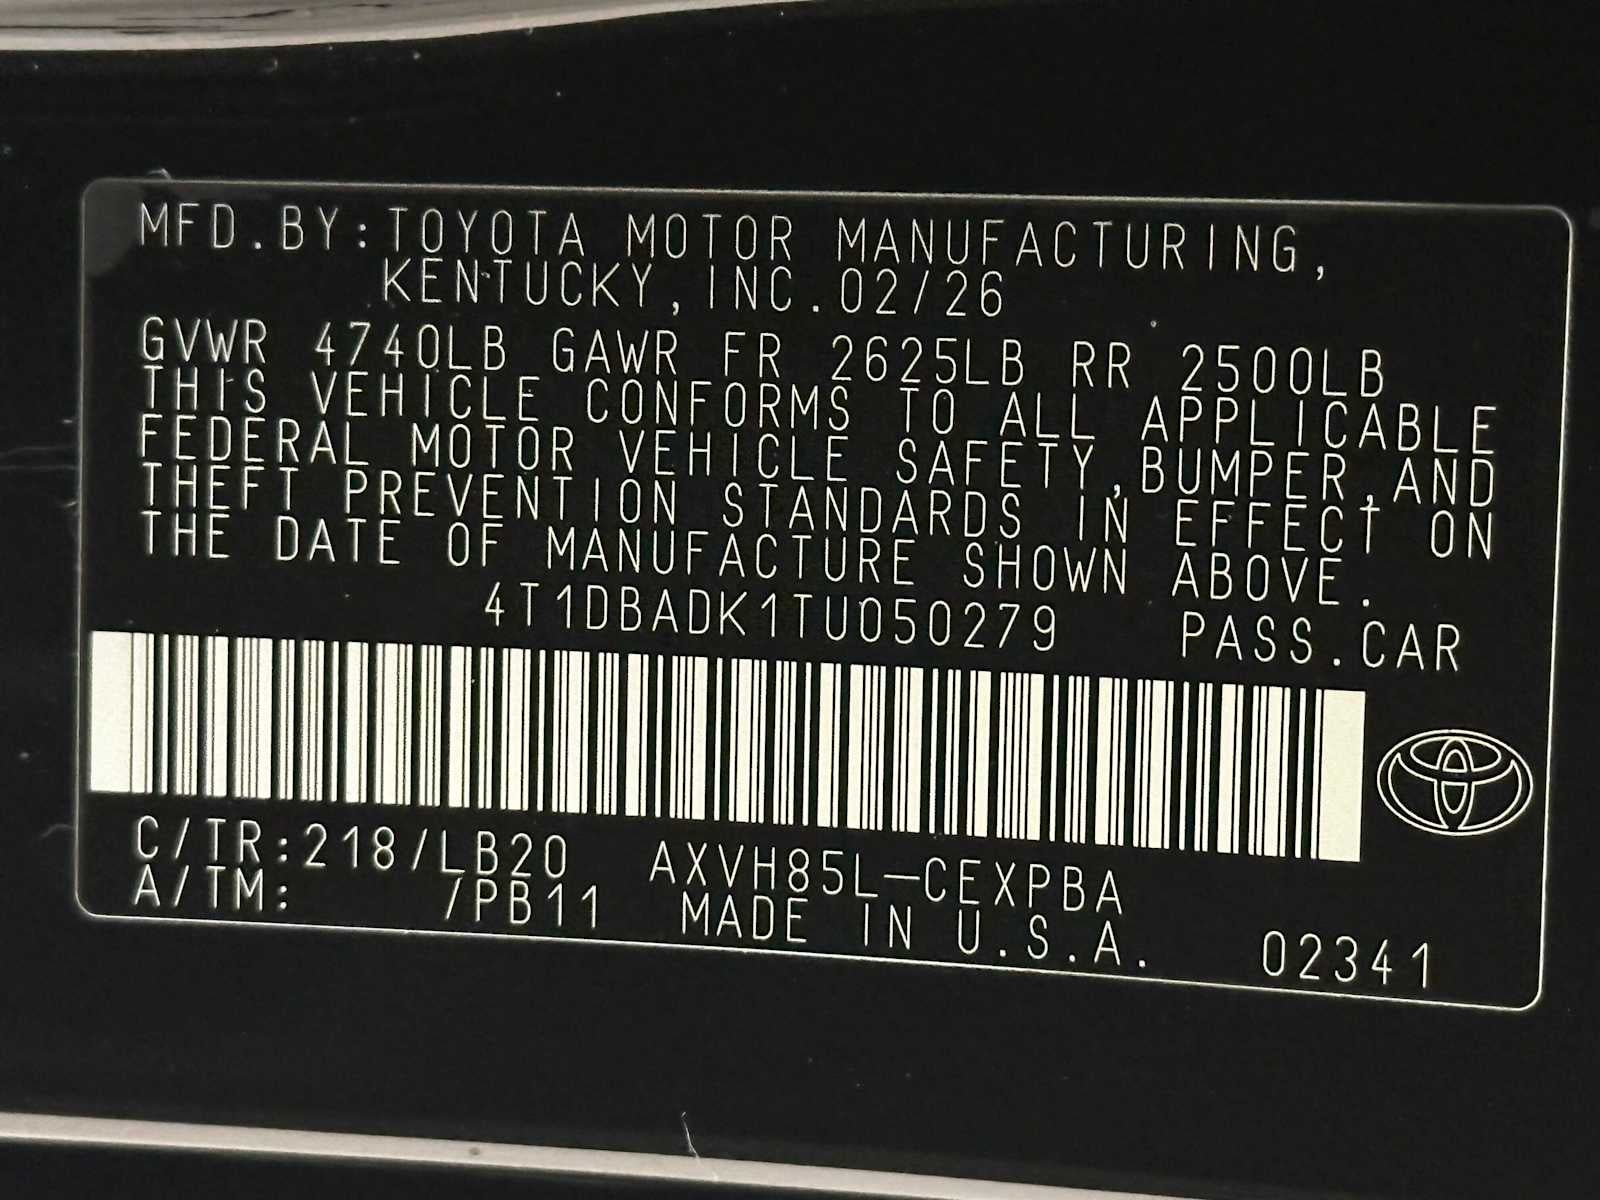 MFD.BY:TOYOTA MOTOR MANUFACTURING,
KENTUCKY,INC.02/26
GVWR 4740LB GAWR FR 2625LB RR 2500LB
THIS VEHICLE CONFORMS TO ALL APPLICABLE
FEDERAL MOTOR VEHICLE SAFETY,BUMPER,AND
THEFT PREVENTION STANDARDS IN EFFECT ON
THE DATE OF MANUFACTURE SHOWN ABOVE.
4T1DBADK1TU050279 PASS.CAR
C/TR:218/LB20 AXVH85L-CEXPBA
A/TM: /PB11 MADE IN U.S.A. 02341